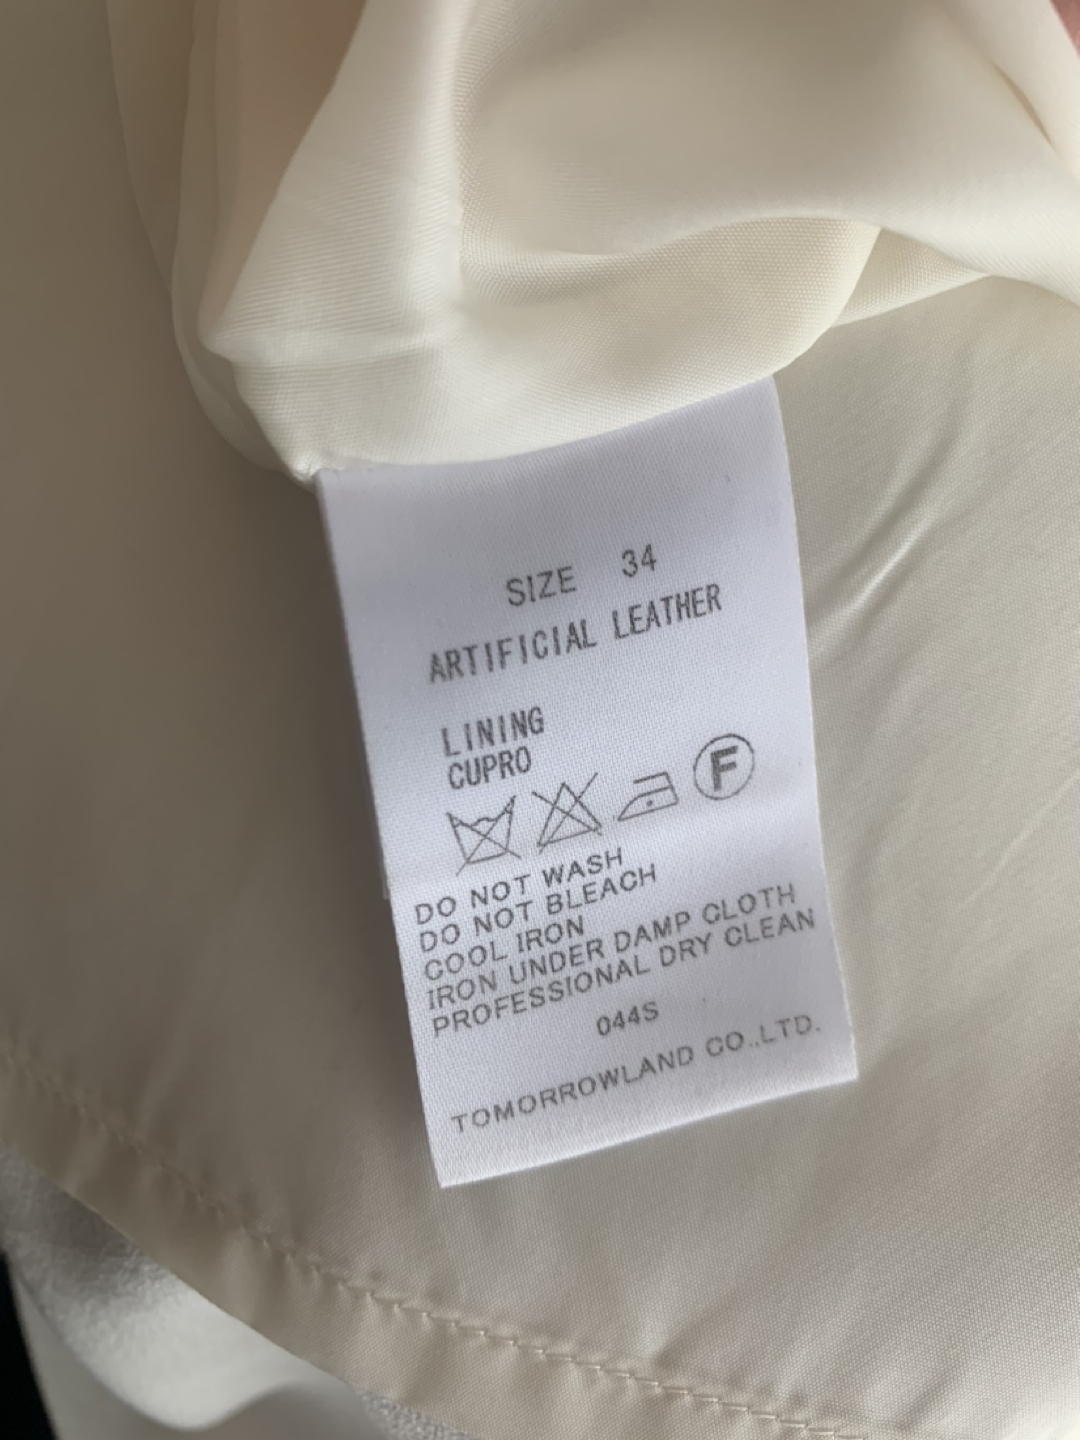 SIZE 34
ARTIFICIAL LEATHER
LINING
CUPRO
F
DO NOT WASH
DO NOT BLEACH
COOL IRON
IRON UNDER DAMP CLOTH
PROFESSIONAL DRY CLEAN
044S
TOMORROWLAND CO.,LTD.